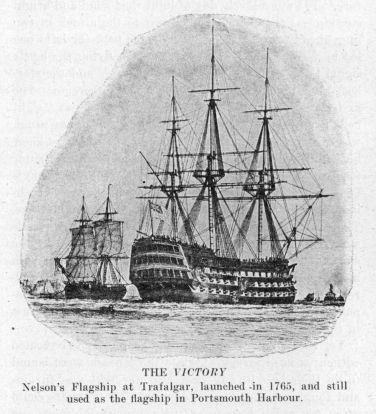 THE VICTORY
Nelson's Flagship at Trafalgar, launched in 1765, and still
used as the flagship in Portsmouth Harbour.